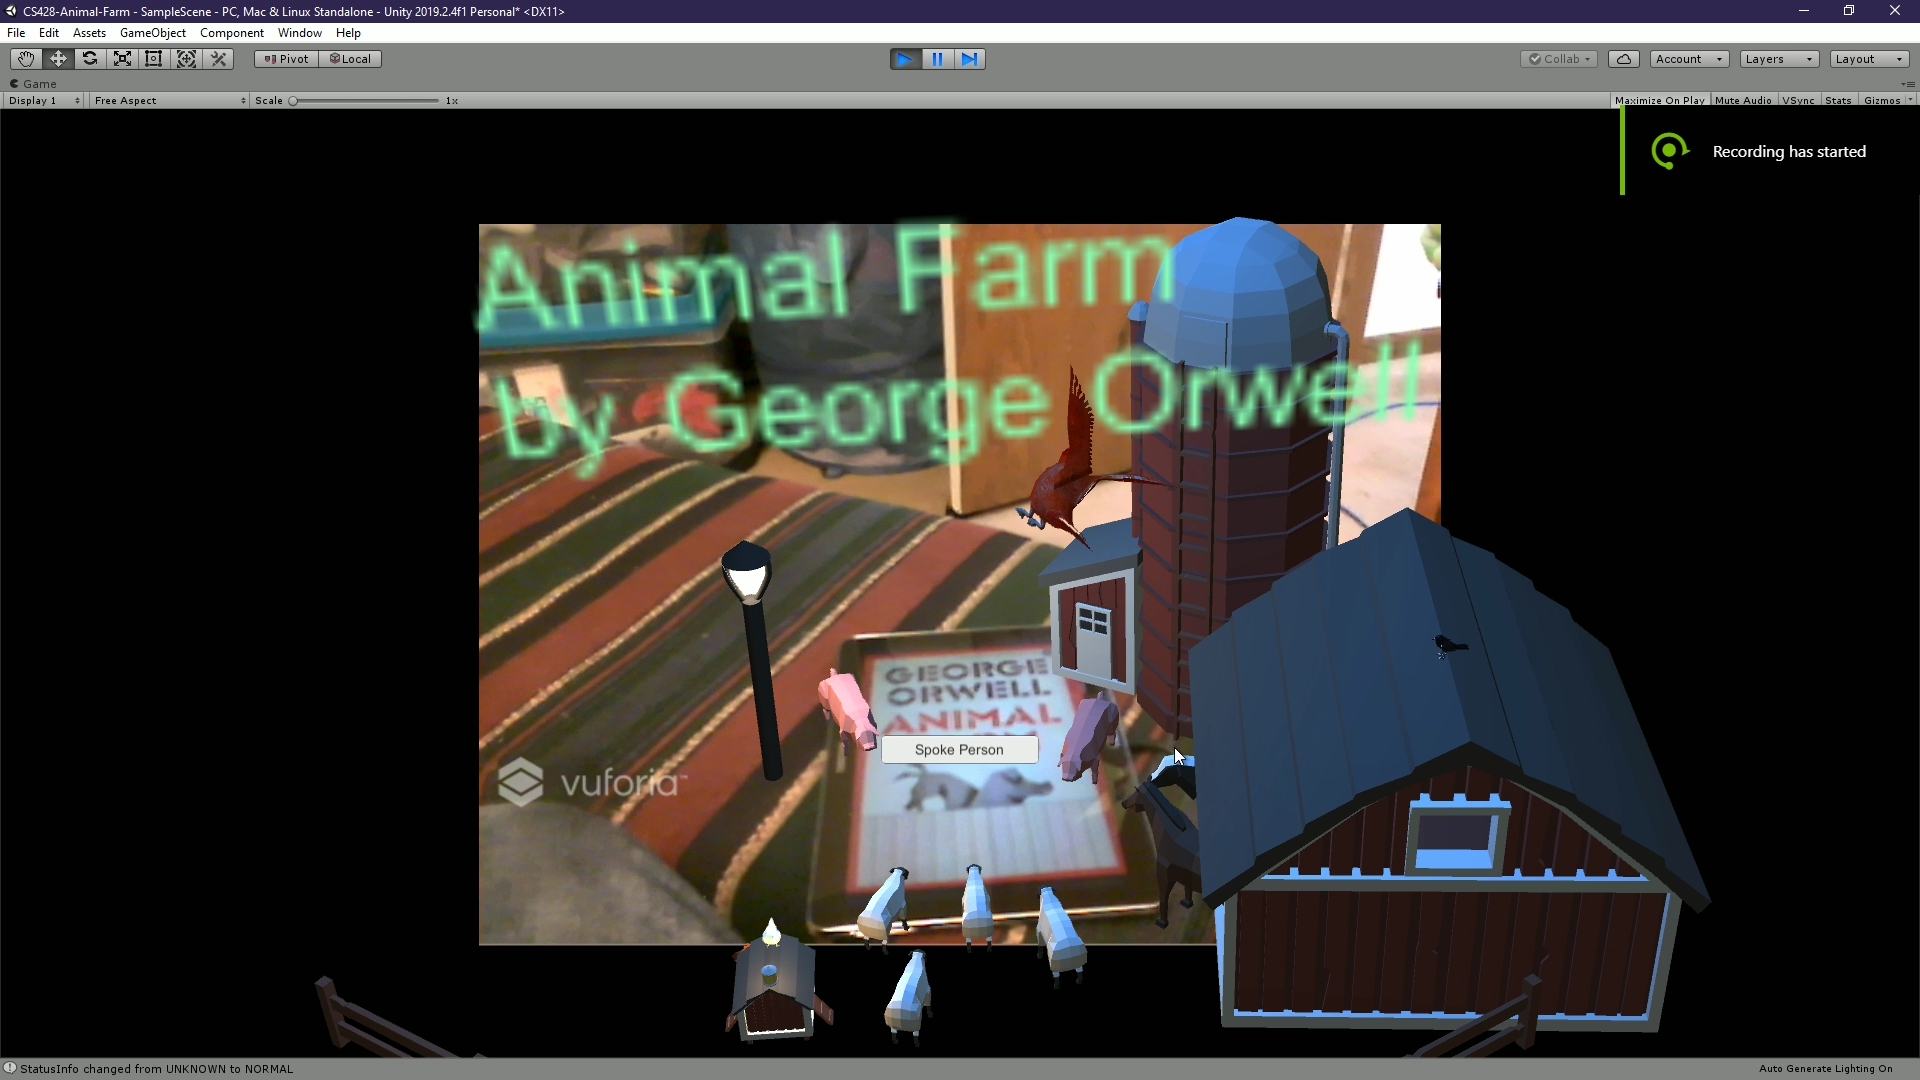 CS428-Animal-Farm - SampleScene - PC, Mac & Linux Standalone - Unity 2019.2.4f1 Personal* <DX11>
File Edit Assets GameObject Component Window Help
Pivot Local Collab Account Layers Layout
Game
Display 1 Free Aspect Scale 1x Maximize On Play Mute Audio VSync Stats Gizmos
Recording has started
Animal Farm
by George Orwell
GEORGE
ORWELL
ANIMAL
Spoke Person
vuforia™
StatusInfo changed from UNKNOWN to NORMAL
Auto Generate Lighting On